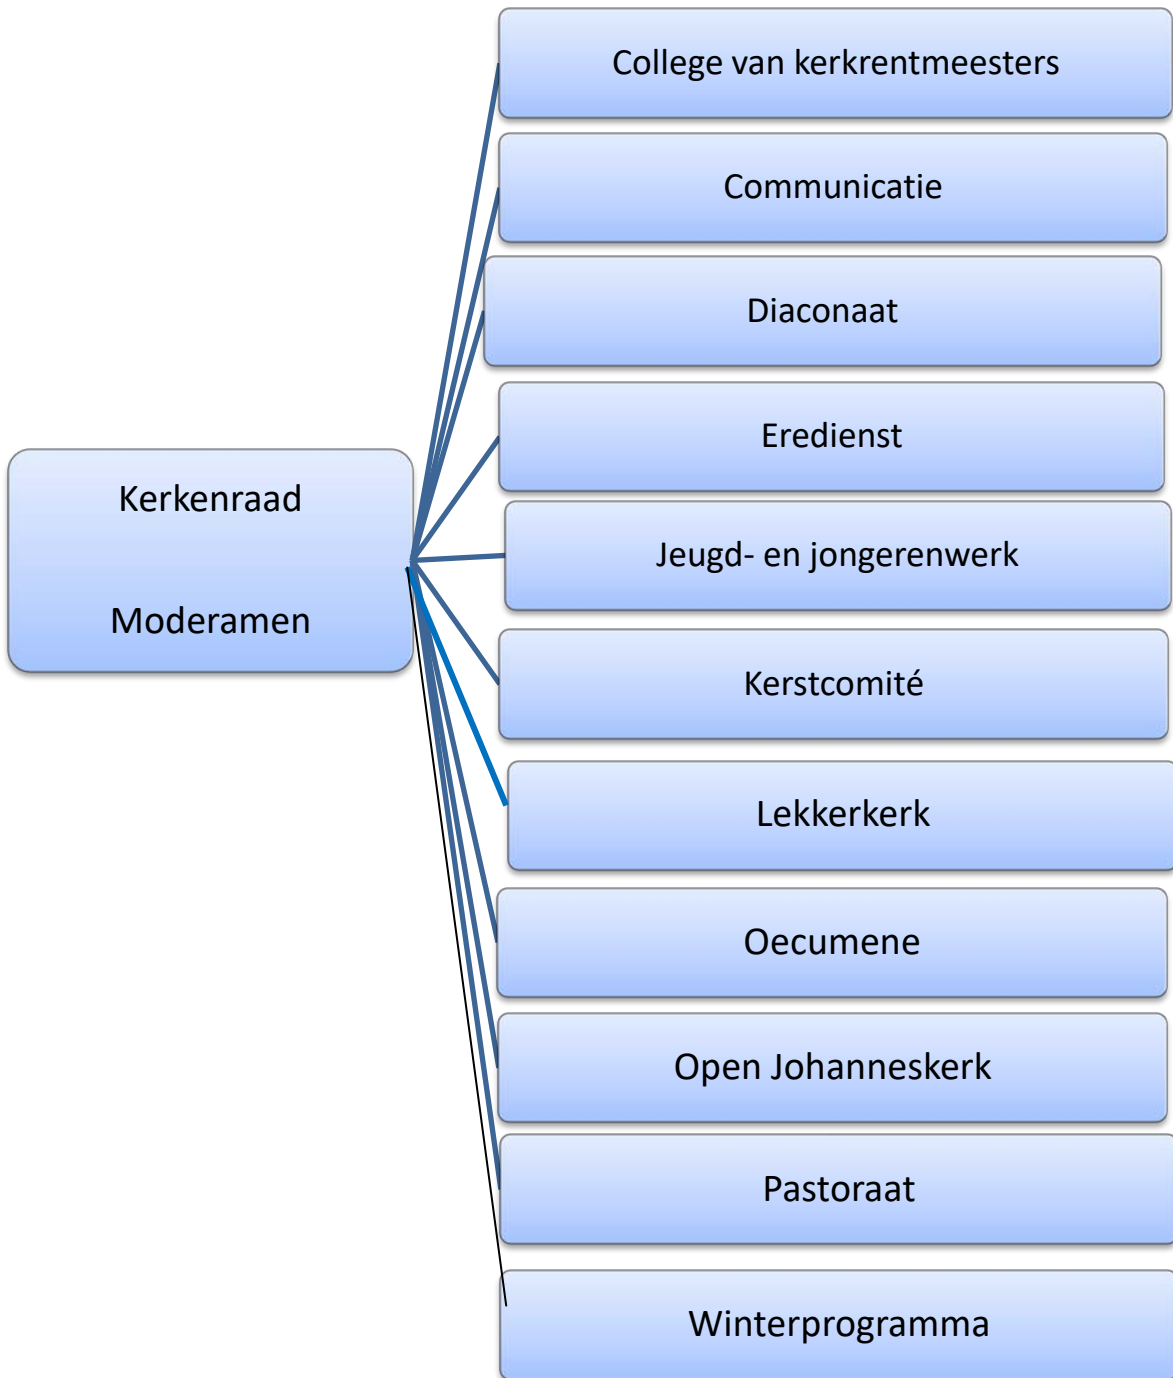 College van kerkrentmeesters
Communicatie
Diaconaat
Eredienst
Kerkenraad
Moderamen
Jeugd- en jongerenwerk
Kerstcomité
Lekkerkerk
Oecumene
Open Johanneskerk
Pastoraat
Winterprogramma